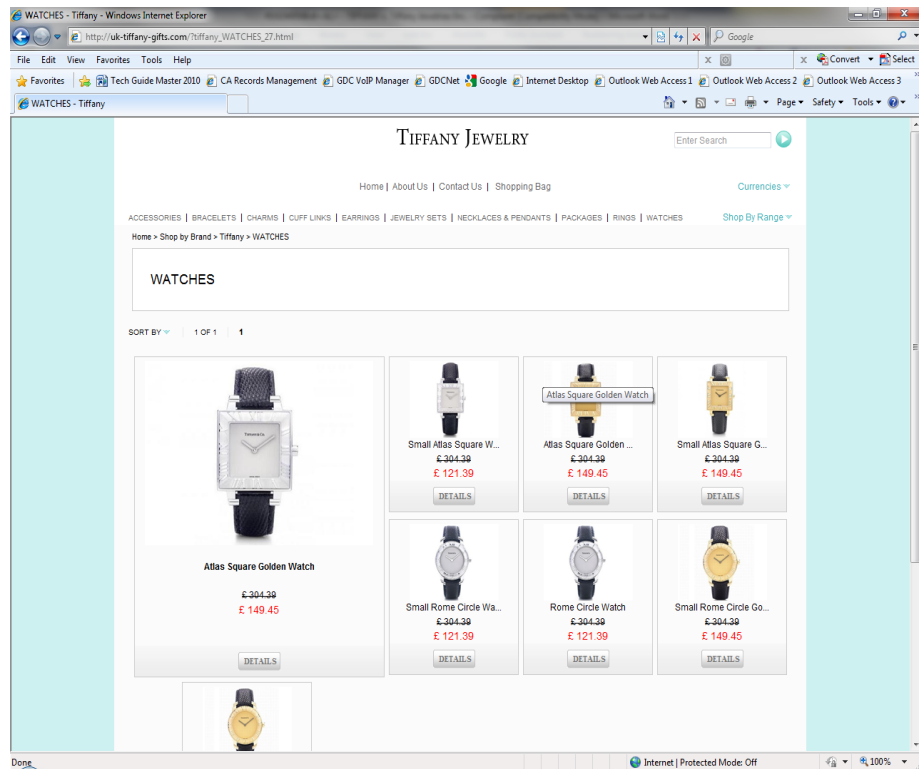 WATCHES - Tiffany - Windows Internet Explorer
http://uk-tiffany-gifts.com/?tiffany_WATCHES_27.html
Google
File Edit View Favorites Tools Help
x x Convert Select
Favorites Tech Guide Master 2010 CA Records Management GDC VoIP Manager GDCNet Google Internet Desktop Outlook Web Access 1 Outlook Web Access 2 Outlook Web Access 3
WATCHES - Tiffany
Page Safety Tools
TIFFANY JEWELRY
Enter Search
Home | About Us | Contact Us | Shopping Bag
Currencies
ACCESSORIES | BRACELETS | CHARMS | CUFF LINKS | EARRINGS | JEWELRY SETS | NECKLACES & PENDANTS | PACKAGES | RINGS | WATCHES
Shop By Range
Home > Shop by Brand > Tiffany > WATCHES
WATCHES
SORT BY 1 OF 1 1
Atlas Square Golden Watch
£ 304.39
£ 149.45
DETAILS
Small Atlas Square W...
£ 304.39
£ 121.39
DETAILS
Atlas Square Golden Watch
Atlas Square Golden ...
£ 304.39
£ 149.45
DETAILS
Small Atlas Square G...
£ 304.39
£ 149.45
DETAILS
Small Rome Circle Wa...
£ 304.39
£ 121.39
DETAILS
Rome Circle Watch
£ 304.39
£ 121.39
DETAILS
Small Rome Circle Go...
£ 304.39
£ 149.45
DETAILS
Done
Internet | Protected Mode: Off
100%